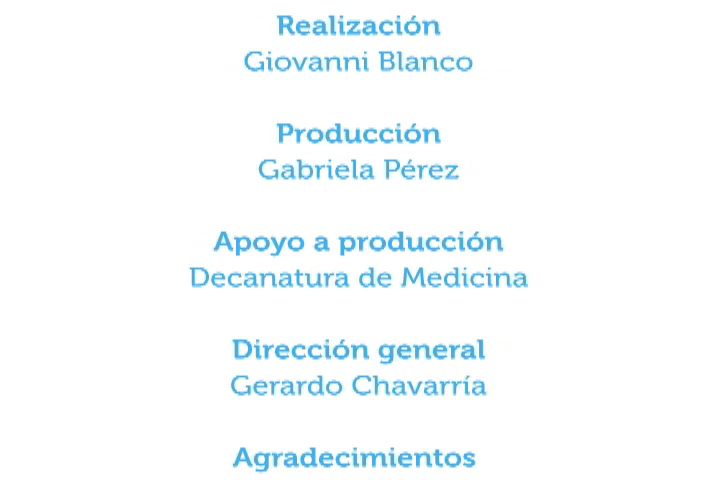 Realización
Giovanni Blanco
Producción
Gabriela Pérez
Apoyo a producción
Decanatura de Medicina
Dirección general
Gerardo Chavarría
Agradecimientos